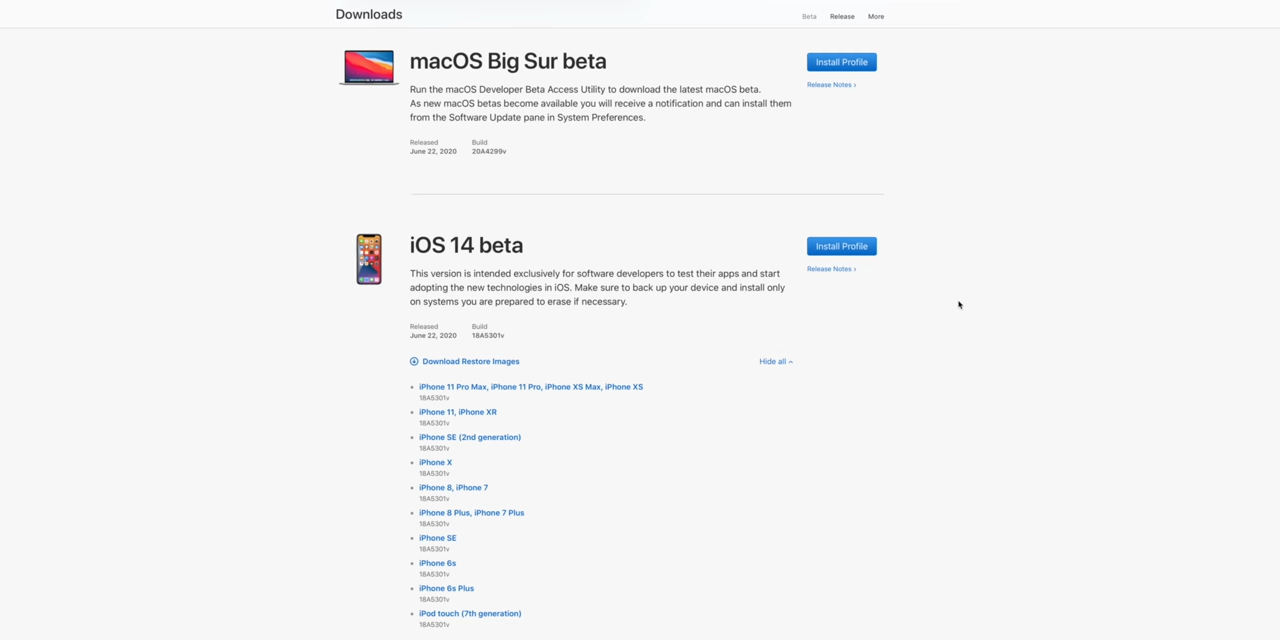 Downloads
Beta Release More
macOS Big Sur beta
Install Profile
Run the macOS Developer Beta Access Utility to download the latest macOS beta.
Release Notes ›
As new macOS betas become available you will receive a notification and can install them
from the Software Update pane in System Preferences.
Released Build
June 22, 2020 20A4299v
iOS 14 beta
Install Profile
This version is intended exclusively for software developers to test their apps and start
Release Notes ›
adopting the new technologies in iOS. Make sure to back up your device and install only
on systems you are prepared to erase if necessary.
Released Build
June 22, 2020 18A5301v
Download Restore Images Hide all
iPhone 11 Pro Max, iPhone 11 Pro, iPhone XS Max, iPhone XS
18A5301v
iPhone 11, iPhone XR
18A5301v
iPhone SE (2nd generation)
18A5301v
iPhone X
18A5301v
iPhone 8, iPhone 7
18A5301v
iPhone 8 Plus, iPhone 7 Plus
18A5301v
iPhone SE
18A5301v
iPhone 6s
18A5301v
iPhone 6s Plus
18A5301v
iPod touch (7th generation)
18A5301v